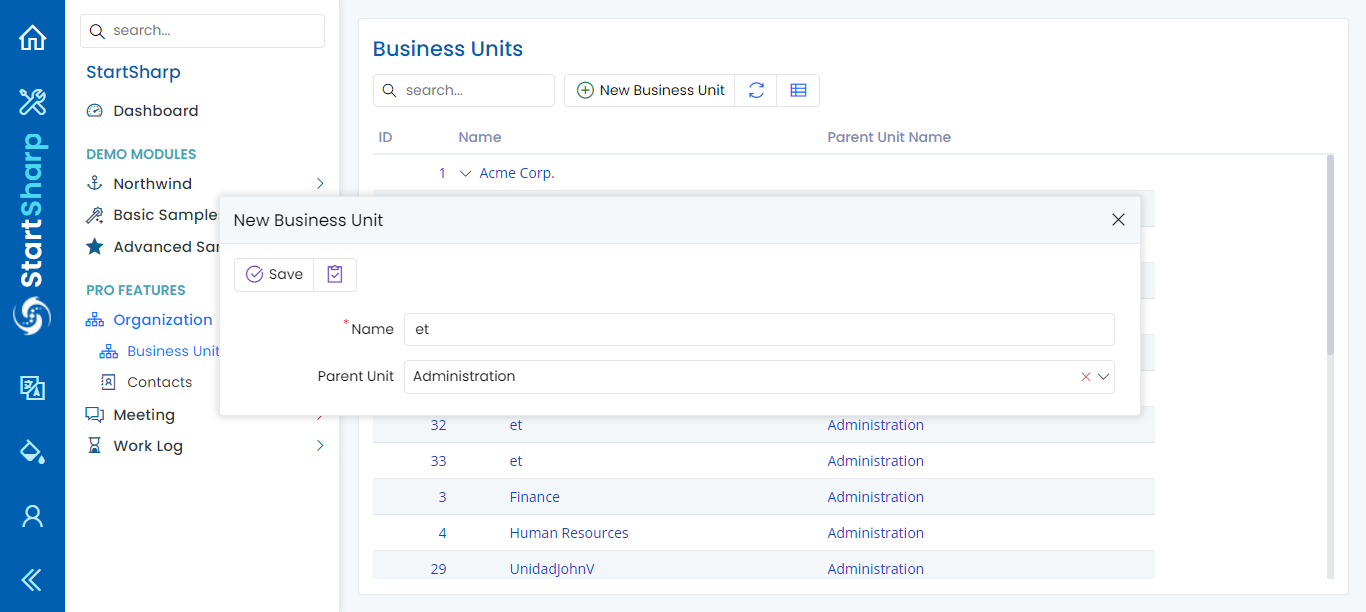 StartSharp
search...
StartSharp
Dashboard
DEMO MODULES
Northwind
Basic Sample
Advanced Sa
PRO FEATURES
Organization
Business Unit
Contacts
Meeting
Work Log
Business Units
search...
New Business Unit
ID Name Parent Unit Name
1 Acme Corp.
New Business Unit
Save
* Name et
Parent Unit Administration
32 et Administration
33 et Administration
3 Finance Administration
4 Human Resources Administration
29 UnidadJohnV Administration